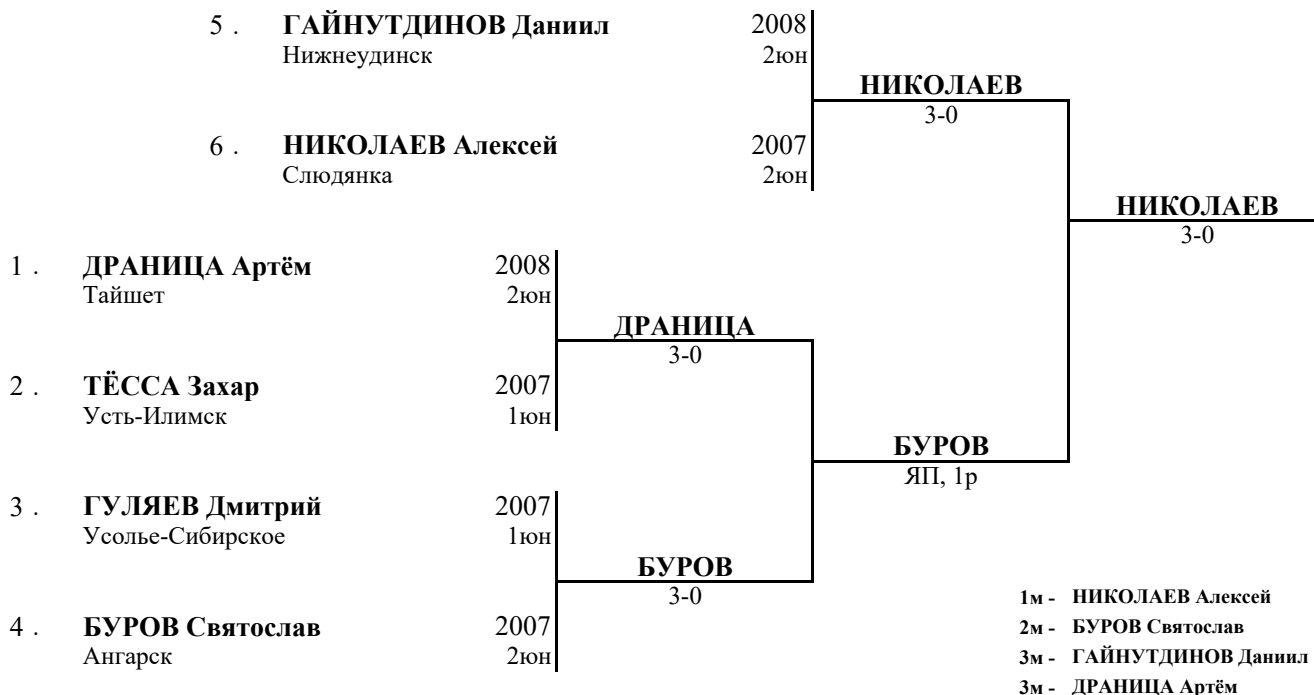 5 . ГАЙНУТДИНОВ Даниил 2008
Нижнеудинск 2юн
НИКОЛАЕВ
3-0
6 . НИКОЛАЕВ Алексей 2007
Слюдянка 2юн
НИКОЛАЕВ
3-0
1 . ДРАНИЦА Артём 2008
Тайшет 2юн
ДРАНИЦА
3-0
2 . ТЁССА Захар 2007
Усть-Илимск 1юн
БУРОВ
ЯП, 1р
3 . ГУЛЯЕВ Дмитрий 2007
Усолье-Сибирское 1юн
БУРОВ
3-0
4 . БУРОВ Святослав 2007
Ангарск 2юн
1м - НИКОЛАЕВ Алексей
2м - БУРОВ Святослав
3м - ГАЙНУТДИНОВ Даниил
3м - ДРАНИЦА Артём